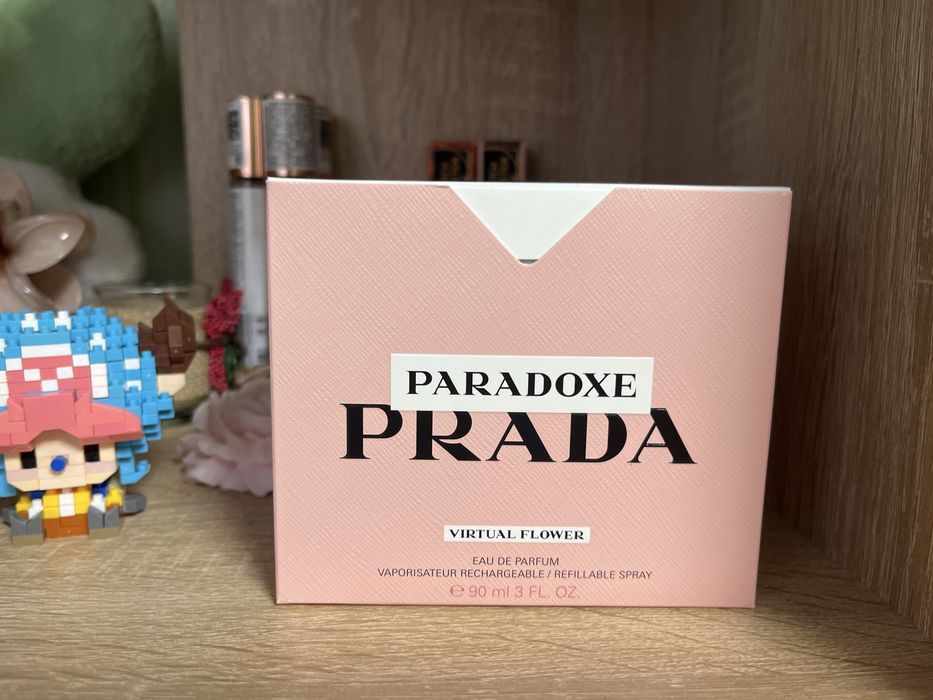 PARADOXE
PRADA
VIRTUAL FLOWER
EAU DE PARFUM
VAPORISATEUR RECHARGEABLE / REFILLABLE SPRAY
℮ 90 ml 3 FL. OZ.